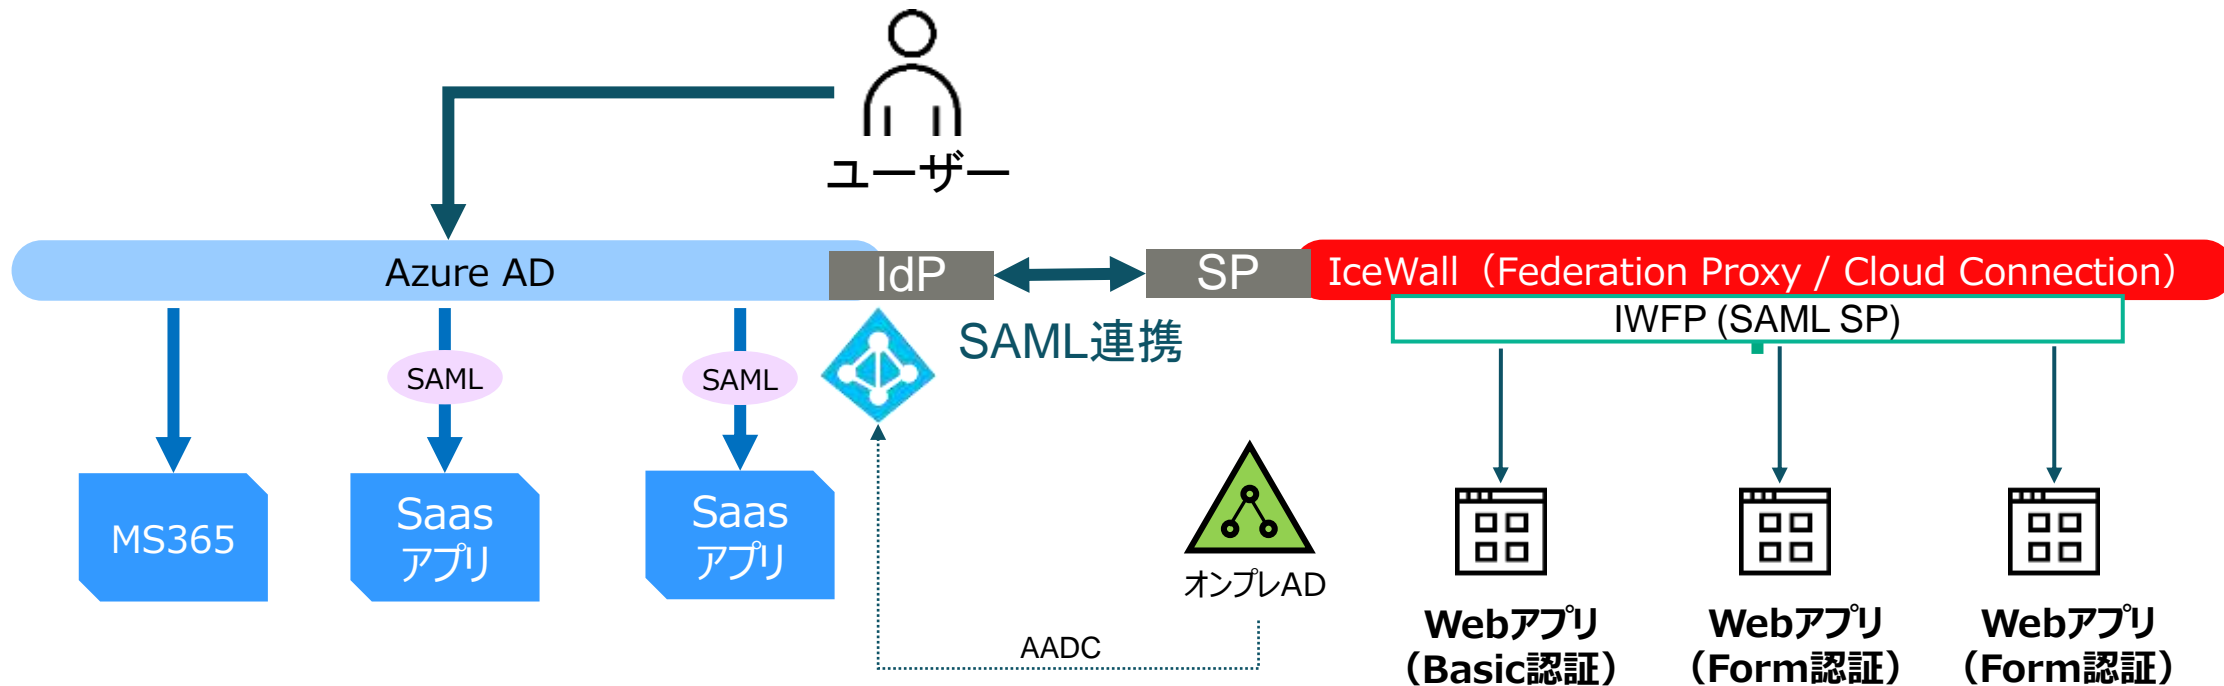 ユーザー
Azure AD
IdP
SP
IceWall（Federation Proxy / Cloud Connection）
IWFP (SAML SP)
SAML連携
SAML
SAML
MS365
Saas
アプリ
Saas
アプリ
オンプレAD
AADC
Webアプリ
（Basic認証）
Webアプリ
（Form認証）
Webアプリ
（Form認証）